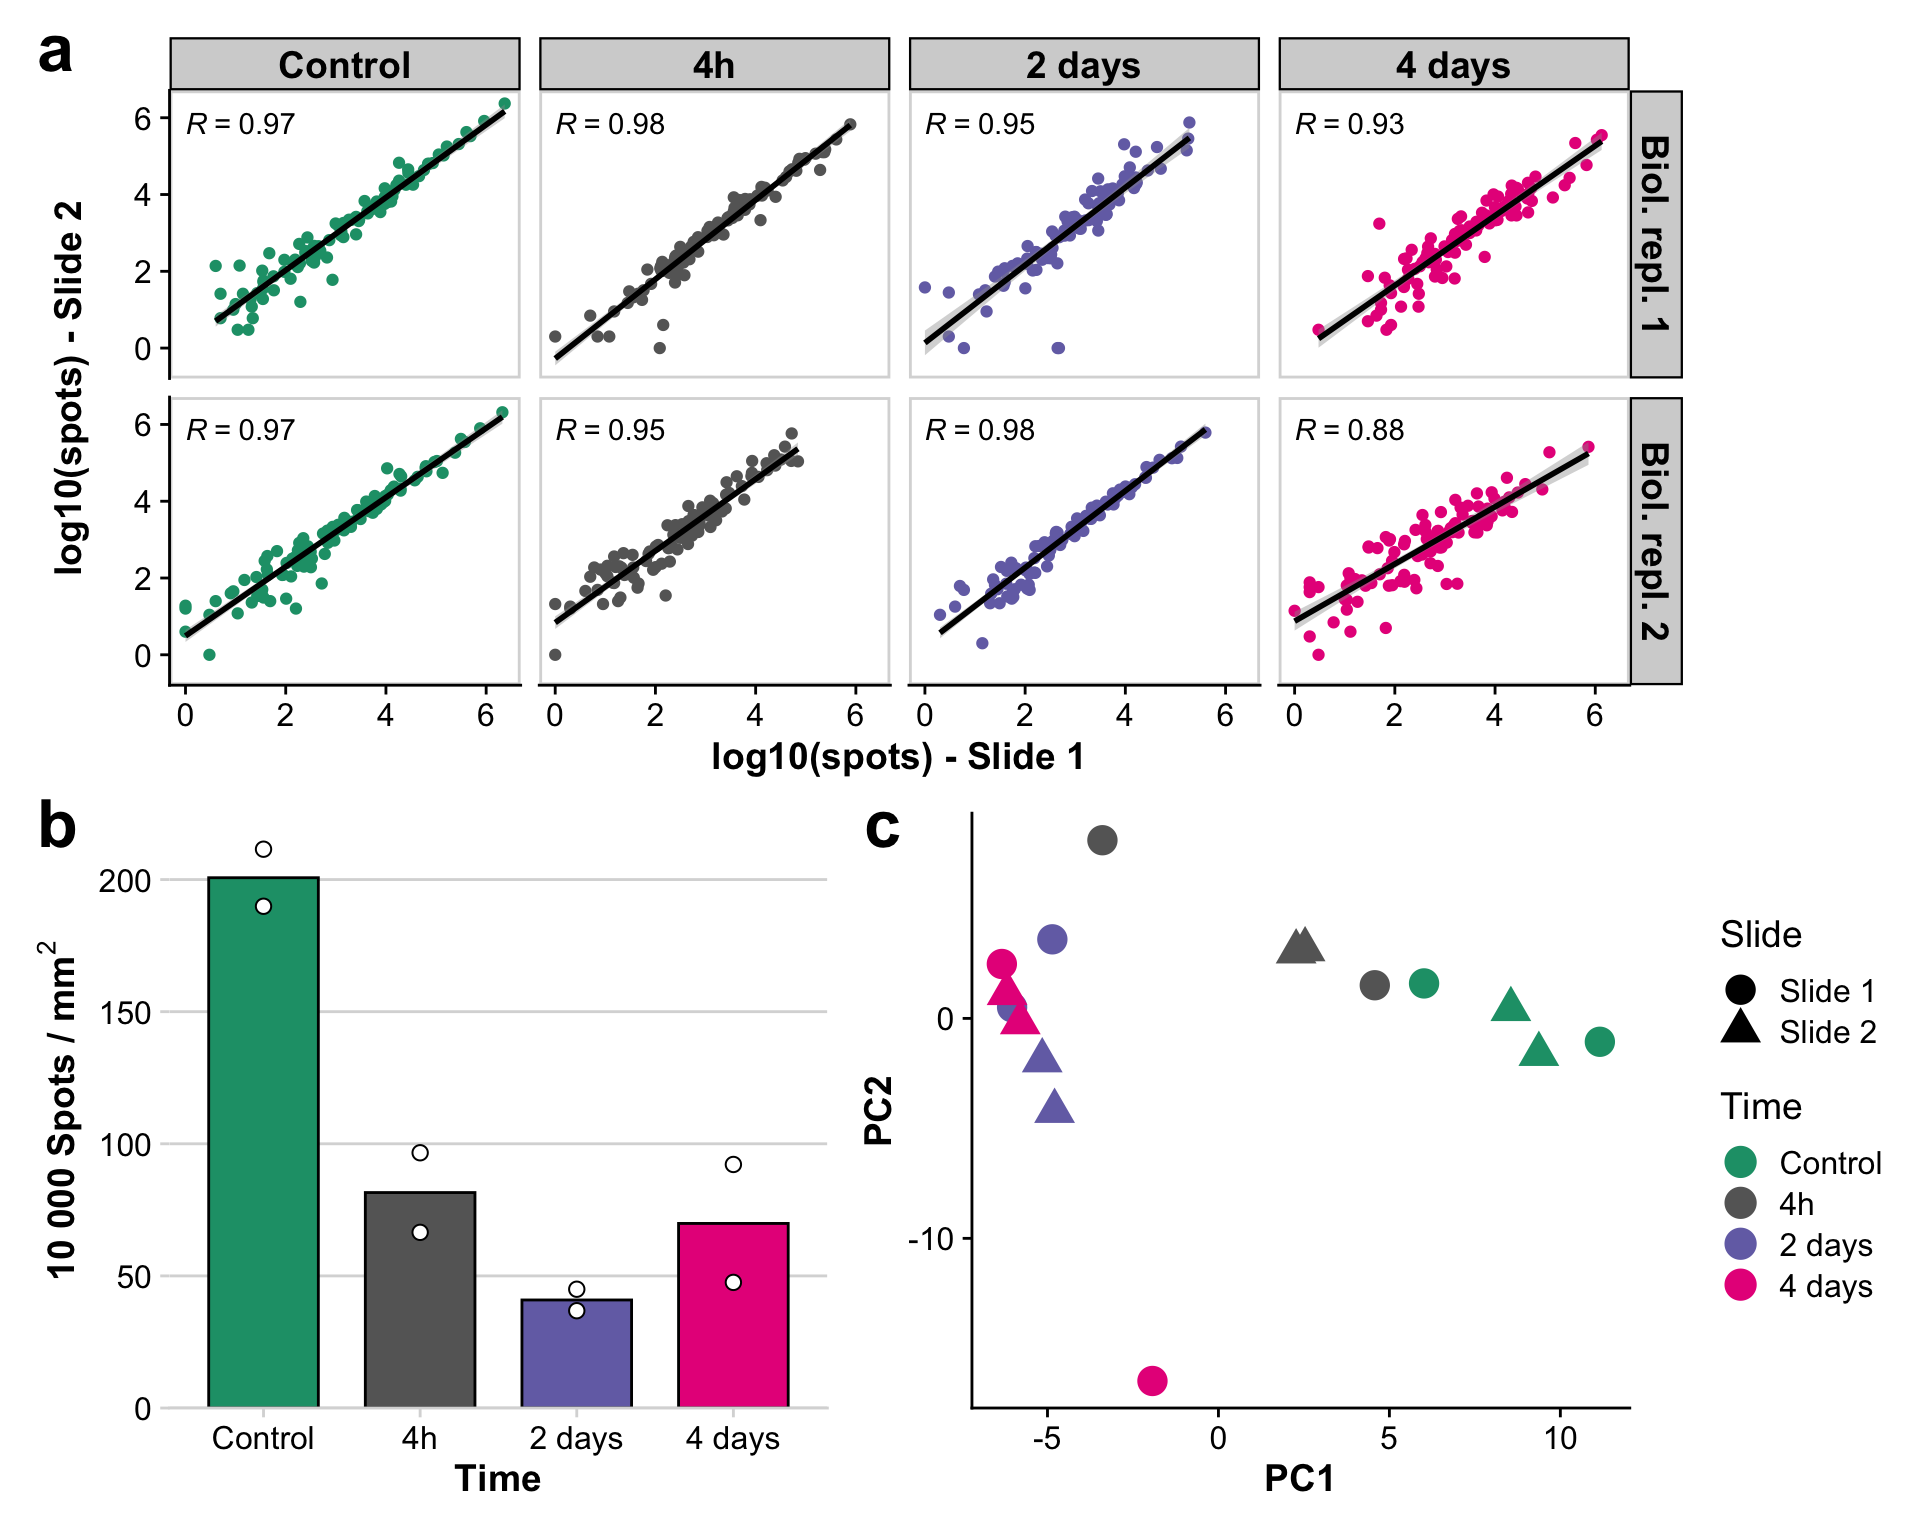 a
Control
4h
2 days
4 days
R = 0.97
R = 0.98
R = 0.95
R = 0.93
Biol. repl. 1
6
4
2
0
R = 0.97
R = 0.95
R = 0.98
R = 0.88
Biol. repl. 2
6
4
2
0
log10(spots) - Slide 2
0 2 4 6
0 2 4 6
0 2 4 6
0 2 4 6
log10(spots) - Slide 1
b
10 000 Spots / mm²
200
150
100
50
0
Control
4h
2 days
4 days
Time
c
PC2
0
-10
-5
0
5
10
PC1
Slide
Slide 1
Slide 2
Time
Control
4h
2 days
4 days